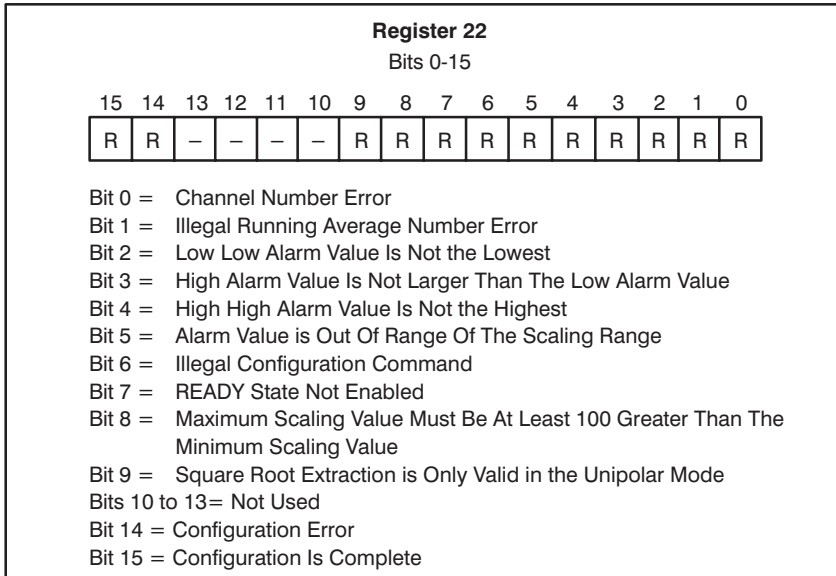 Register 22
Bits 0-15
15 14 13 12 11 10 9 8 7 6 5 4 3 2 1 0
R R – – – – R R R R R R R R R R
Bit 0 = Channel Number Error
Bit 1 = Illegal Running Average Number Error
Bit 2 = Low Low Alarm Value Is Not the Lowest
Bit 3 = High Alarm Value Is Not Larger Than The Low Alarm Value
Bit 4 = High High Alarm Value Is Not the Highest
Bit 5 = Alarm Value is Out Of Range Of The Scaling Range
Bit 6 = Illegal Configuration Command
Bit 7 = READY State Not Enabled
Bit 8 = Maximum Scaling Value Must Be At Least 100 Greater Than The
Minimum Scaling Value
Bit 9 = Square Root Extraction is Only Valid in the Unipolar Mode
Bits 10 to 13= Not Used
Bit 14 = Configuration Error
Bit 15 = Configuration Is Complete